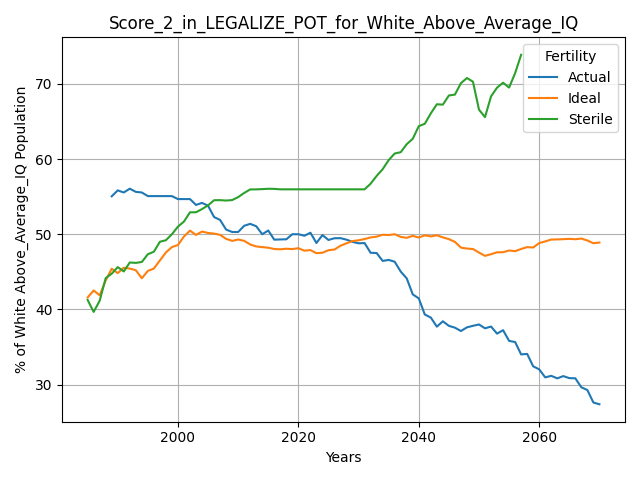 Score_2_in_LEGALIZE_POT_for_White_Above_Average_IQ
% of White Above_Average_IQ Population
70
60
50
40
30
Fertility
Actual
Ideal
Sterile
2000
2020
2040
2060
Years